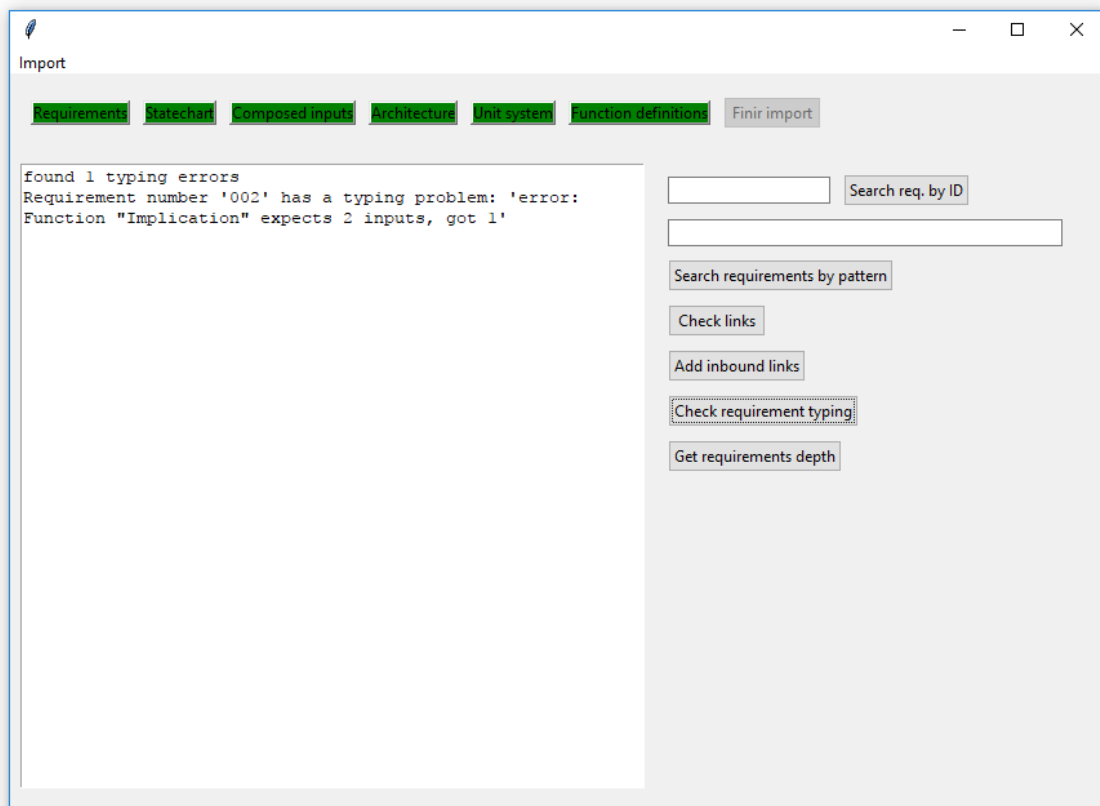 Import
Requirements Statechart Composed inputs Architecture Unit system Function definitions Finir import
found 1 typing errors
Requirement number '002' has a typing problem: 'error:
Function "Implication" expects 2 inputs, got 1'
Search req. by ID
Search requirements by pattern
Check links
Add inbound links
Check requirement typing
Get requirements depth